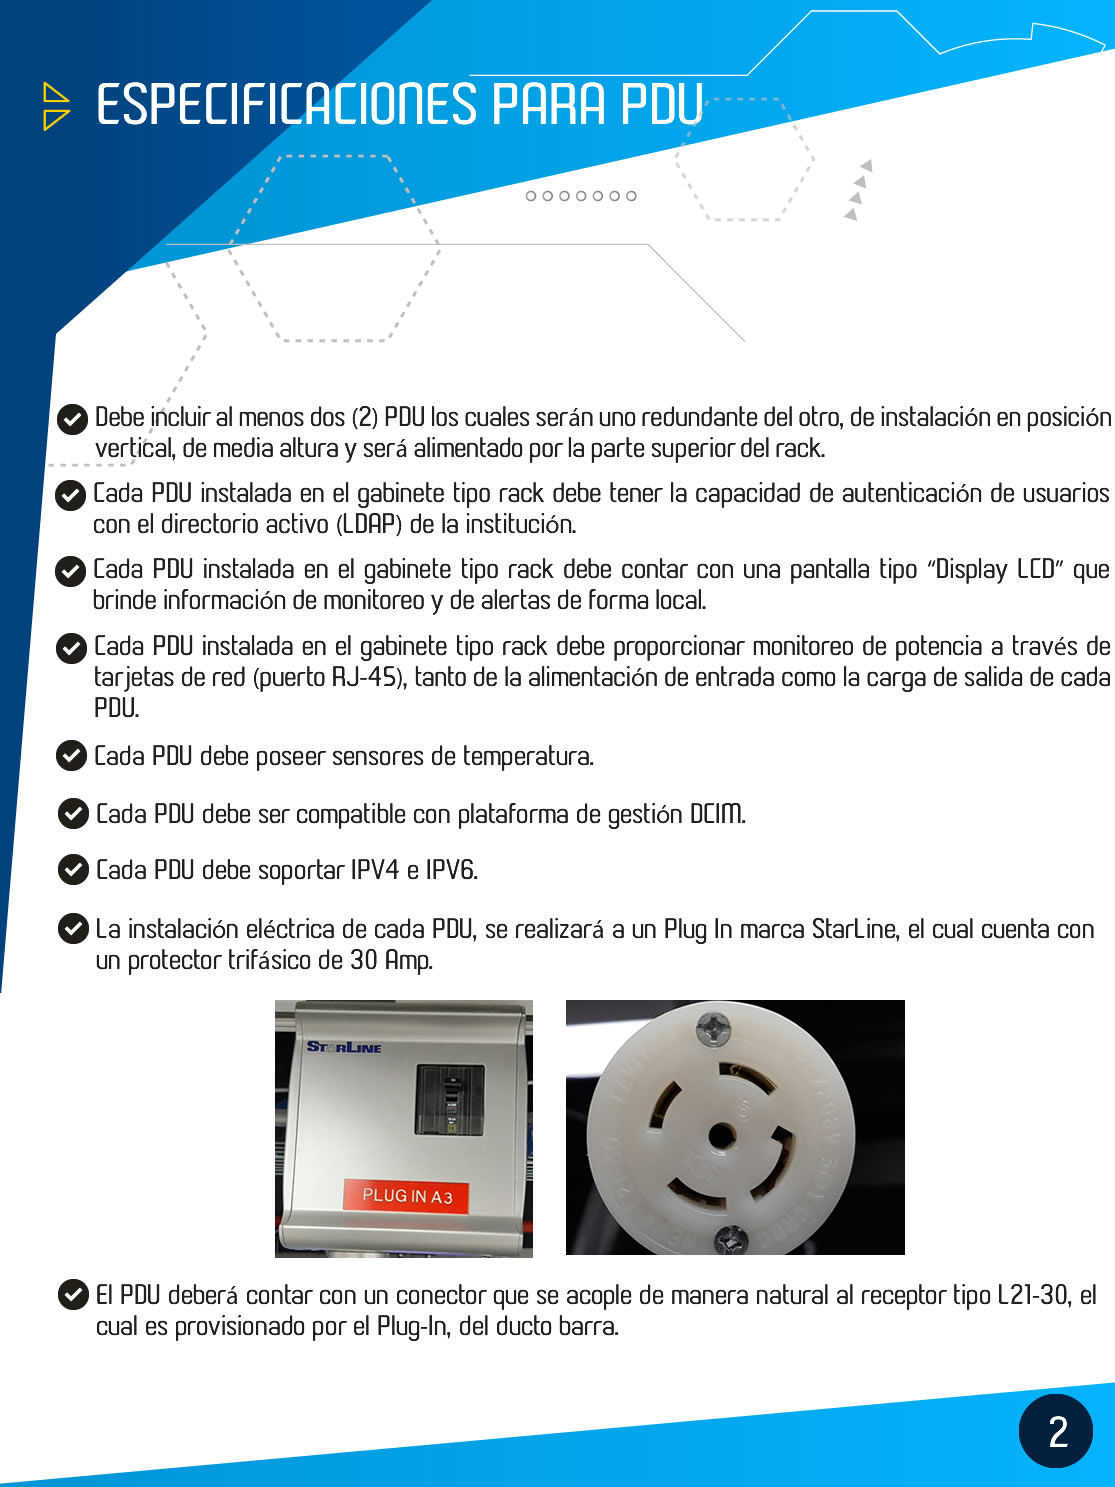 ESPECIFICACIONES PARA PDU
Debe incluir al menos dos (2) PDU los cuales serán uno redundante del otro, de instalación en posición
vertical, de media altura y será alimentado por la parte superior del rack.
Cada PDU instalada en el gabinete tipo rack debe tener la capacidad de autenticación de usuarios
con el directorio activo (LDAP) de la institución.
Cada PDU instalada en el gabinete tipo rack debe contar con una pantalla tipo “Display LCD” que
brinde información de monitoreo y de alertas de forma local.
Cada PDU instalada en el gabinete tipo rack debe proporcionar monitoreo de potencia a través de
tarjetas de red (puerto RJ-45), tanto de la alimentación de entrada como la carga de salida de cada
PDU.
Cada PDU debe poseer sensores de temperatura.
Cada PDU debe ser compatible con plataforma de gestión DCIM.
Cada PDU debe soportar IPV4 e IPV6.
La instalación eléctrica de cada PDU, se realizará a un Plug In marca StarLine, el cual cuenta con
un protector trifásico de 30 Amp.
STARLINE
PLUG IN A3
El PDU deberá contar con un conector que se acople de manera natural al receptor tipo L21-30, el
cual es provisionado por el Plug-In, del ducto barra.
2